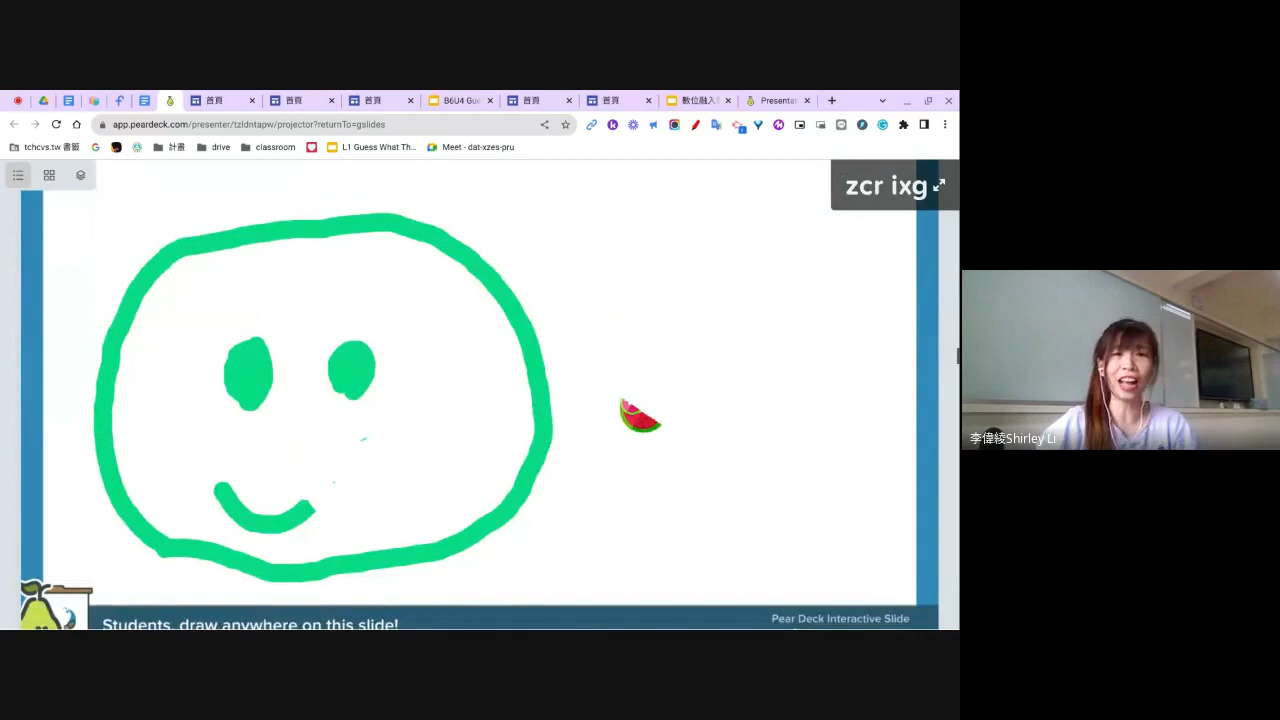 首頁
首頁
首頁
B6U4 Gue
首頁
首頁
數位融入
Presentat
app.peardeck.com/presenter/tzldntapw/projector?returnTo=gslides
tchcvs.tw 書籤
計畫
drive
classroom
L1 Guess What Th...
Meet - dat-xzes-pru
zcr ixg
李偉綾Shirley Li
Students, draw anywhere on this slide!
Pear Deck Interactive Slide